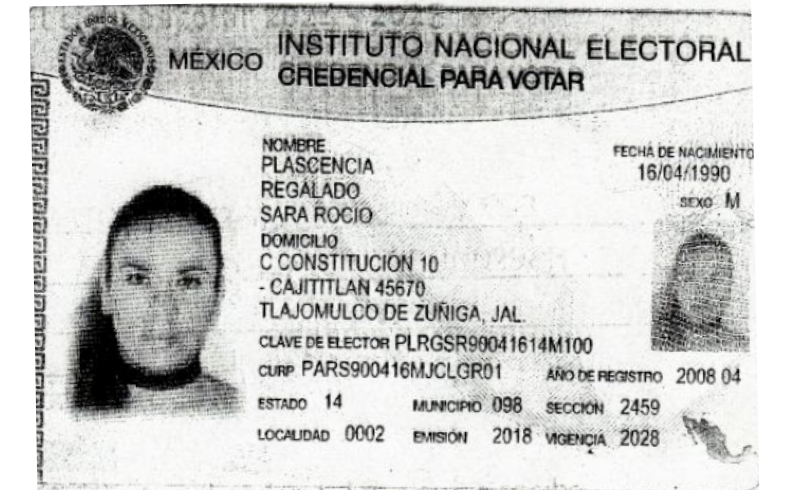 MÉXICO INSTITUTO NACIONAL ELECTORAL
CREDENCIAL PARA VOTAR
NOMBRE
PLASCENCIA
REGALADO
SARA ROCIO
FECHA DE NACIMIENTO
16/04/1990
SEXO M
DOMICILIO
C CONSTITUCIÓN 10
- CAJITITLAN 45670
TLAJOMULCO DE ZUÑIGA, JAL.
CLAVE DE ELECTOR PLRGSR90041614M100
CURP PARS900416MJCLGR01 AÑO DE REGISTRO 2008 04
ESTADO 14 MUNICIPIO 098 SECCIÓN 2459
LOCALIDAD 0002 EMISIÓN 2018 VIGENCIA 2028